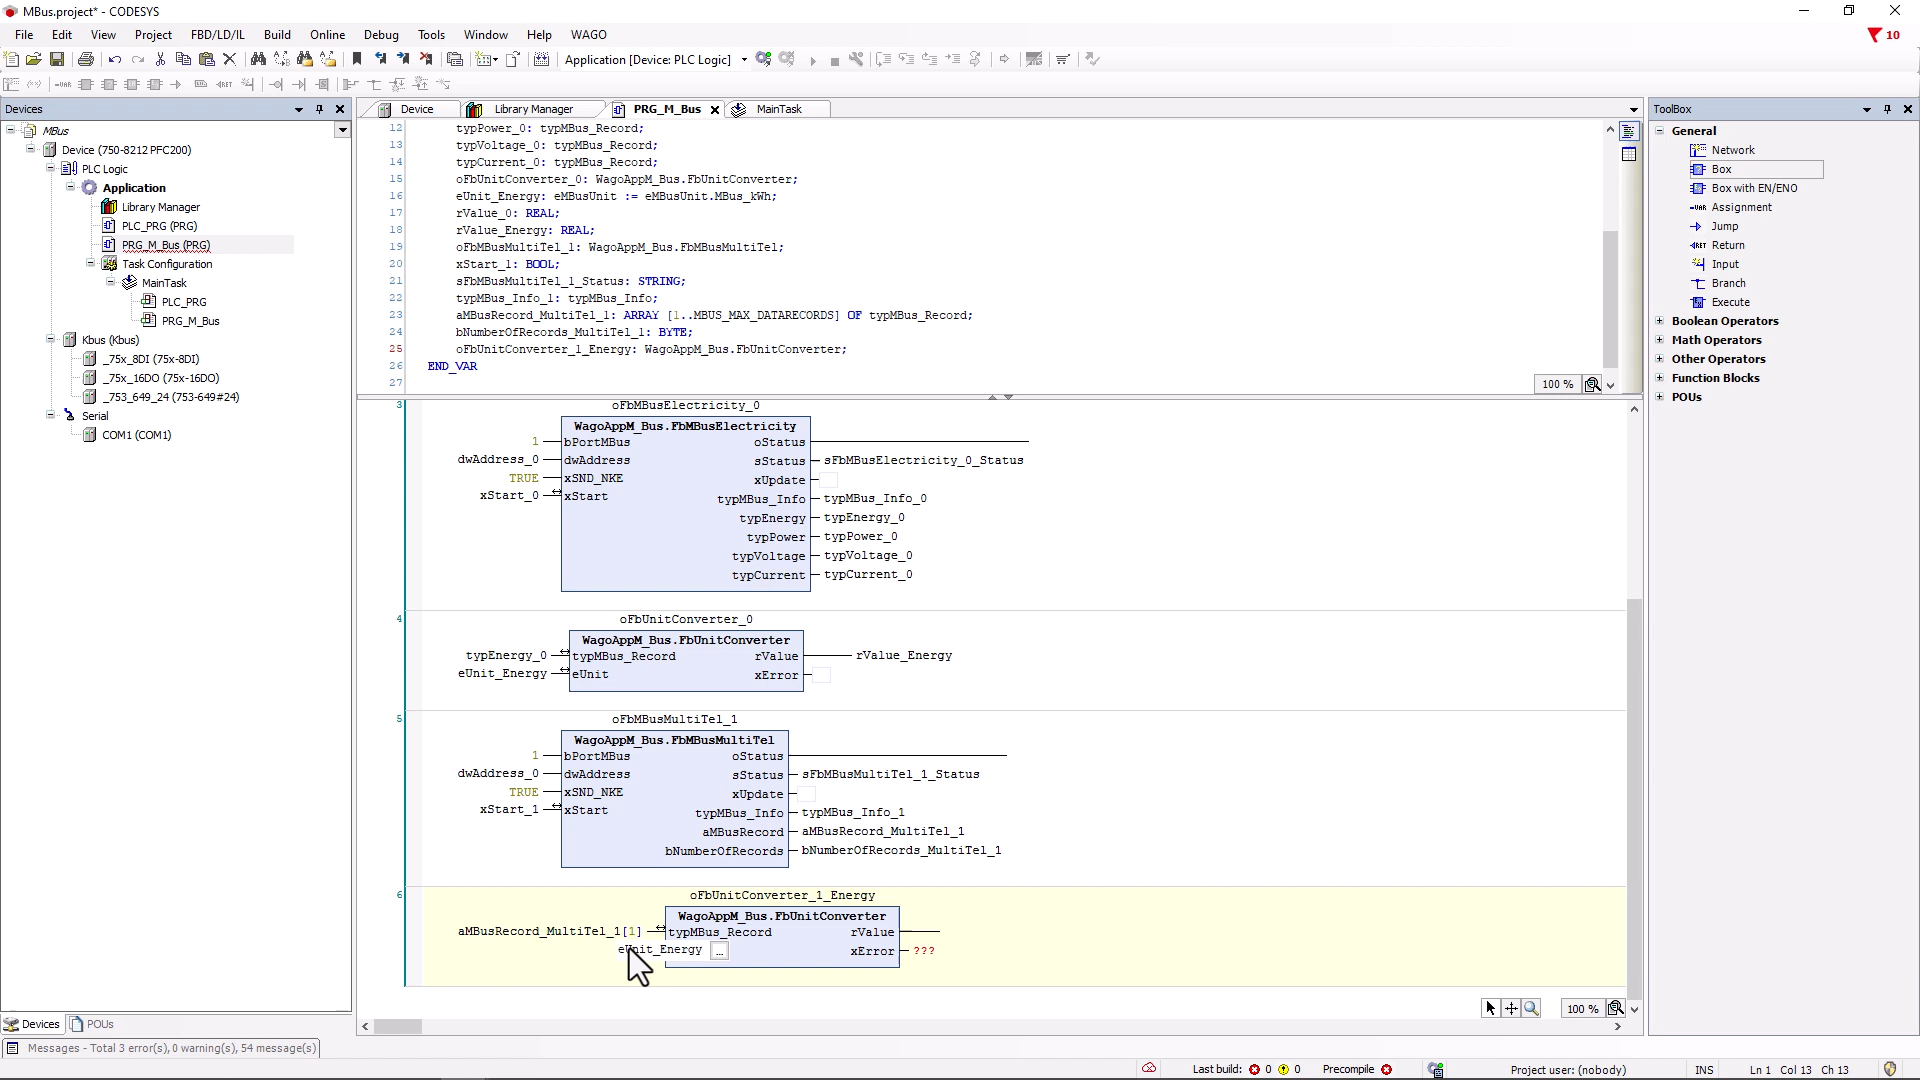 MBus.project* - CODESYS
File Edit View Project FBD/LD/IL Build Online Debug Tools Window Help WAGO
10
Application [Device: PLC Logic]
Devices
MBus
Device (750-8212 PFC200)
PLC Logic
Application
Library Manager
PLC_PRG (PRG)
PRG_M_Bus (PRG)
Task Configuration
MainTask
PLC_PRG
PRG_M_Bus
Kbus (Kbus)
_75x_8DI (75x-8DI)
_75x_16DO (75x-16DO)
_753_649_24 (753-649#24)
Serial
COM1 (COM1)
Devices POUs
Device Library Manager PRG_M_Bus MainTask
12 typPower_0: typMBus_Record;
13 typVoltage_0: typMBus_Record;
14 typCurrent_0: typMBus_Record;
15 oFbUnitConverter_0: WagoAppM_Bus.FbUnitConverter;
16 eUnit_Energy: eMBusUnit := eMBusUnit.MBus_kWh;
17 rValue_0: REAL;
18 rValue_Energy: REAL;
19 oFbMBusMultiTel_1: WagoAppM_Bus.FbMBusMultiTel;
20 xStart_1: BOOL;
21 sFbMBusMultiTel_1_Status: STRING;
22 typMBus_Info_1: typMBus_Info;
23 aMBusRecord_MultiTel_1: ARRAY [1..MBUS_MAX_DATARECORDS] OF typMBus_Record;
24 bNumberOfRecords_MultiTel_1: BYTE;
25 oFbUnitConverter_1_Energy: WagoAppM_Bus.FbUnitConverter;
26 END_VAR
27
100 %
3 oFbMBusElectricity_0
WagoAppM_Bus.FbMBusElectricity
1 bPortMBus oStatus
dwAddress_0 dwAddress sStatus sFbMBusElectricity_0_Status
TRUE xSND_NKE xUpdate
xStart_0 xStart typMBus_Info typMBus_Info_0
typEnergy typEnergy_0
typPower typPower_0
typVoltage typVoltage_0
typCurrent typCurrent_0
4 oFbUnitConverter_0
WagoAppM_Bus.FbUnitConverter
typEnergy_0 typMBus_Record rValue rValue_Energy
eUnit_Energy eUnit xError
5 oFbMBusMultiTel_1
WagoAppM_Bus.FbMBusMultiTel
1 bPortMBus oStatus
dwAddress_0 dwAddress sStatus sFbMBusMultiTel_1_Status
TRUE xSND_NKE xUpdate
xStart_1 xStart typMBus_Info typMBus_Info_1
aMBusRecord aMBusRecord_MultiTel_1
bNumberOfRecords bNumberOfRecords_MultiTel_1
6 oFbUnitConverter_1_Energy
WagoAppM_Bus.FbUnitConverter
aMBusRecord_MultiTel_1[1] typMBus_Record rValue
eUnit_Energy ... xError ???
100 %
ToolBox
General
Network
Box
Box with EN/ENO
Assignment
Jump
Return
Input
Branch
Execute
Boolean Operators
Math Operators
Other Operators
Function Blocks
POUs
Messages - Total 3 error(s), 0 warning(s), 54 message(s)
Last build: 0 0 Precompile Project user: (nobody) INS Ln 1 Col 13 Ch 13